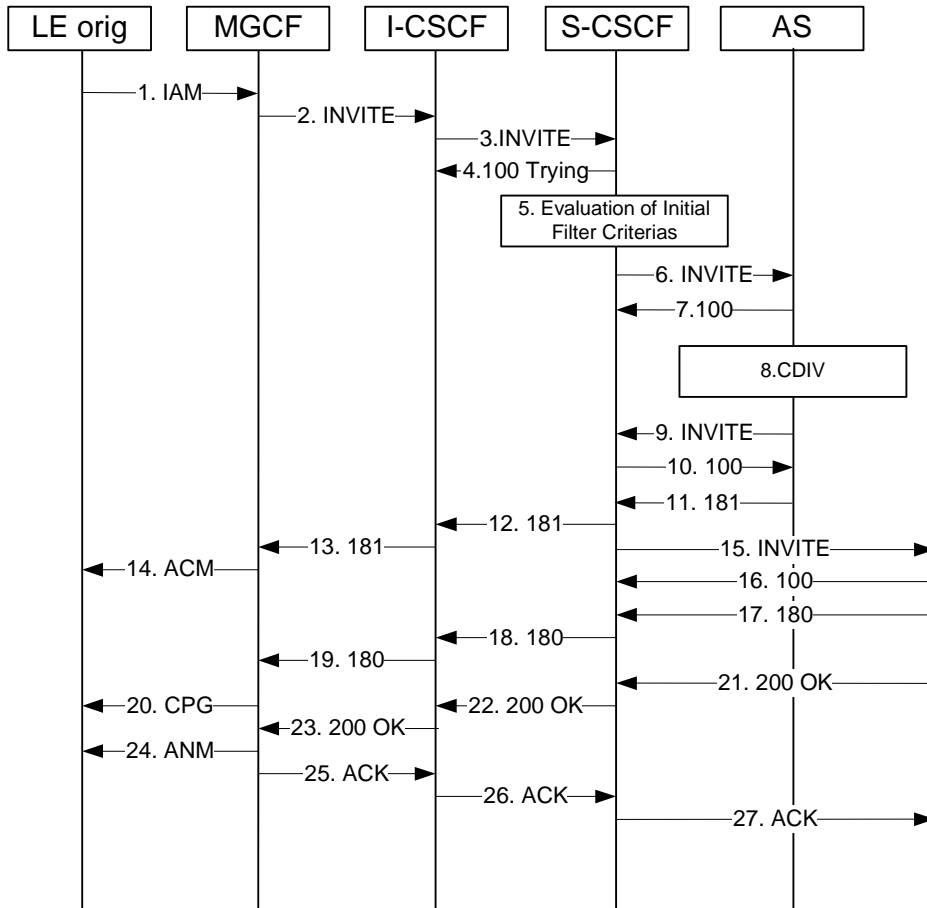 LE orig
MGCF
I-CSCF
S-CSCF
AS
1. IAM
2. INVITE
3.INVITE
4.100 Trying
5. Evaluation of Initial
Filter Criterias
6. INVITE
7.100
8.CDIV
9. INVITE
10. 100
11. 181
12. 181
13. 181
15. INVITE
14. ACM
16. 100
17. 180
18. 180
19. 180
21. 200 OK
20. CPG
22. 200 OK
23. 200 OK
24. ANM
25. ACK
26. ACK
27. ACK